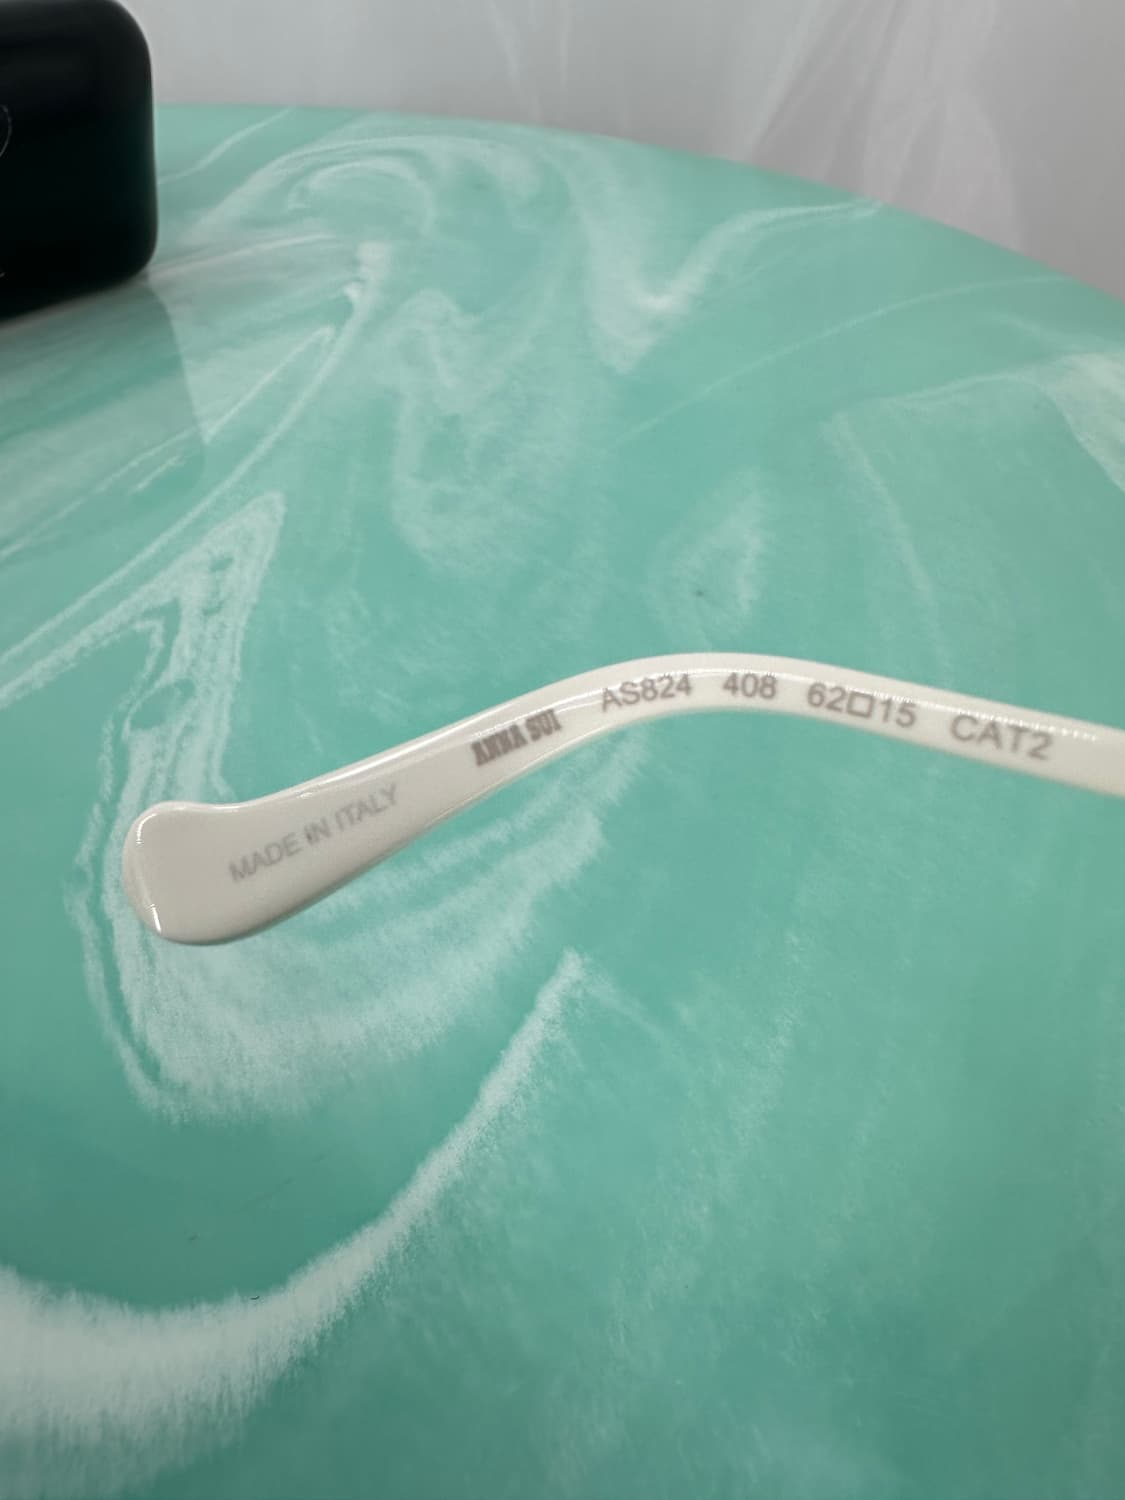 MADE IN ITALY ANNA SUI AS824 408 62□15 CAT2